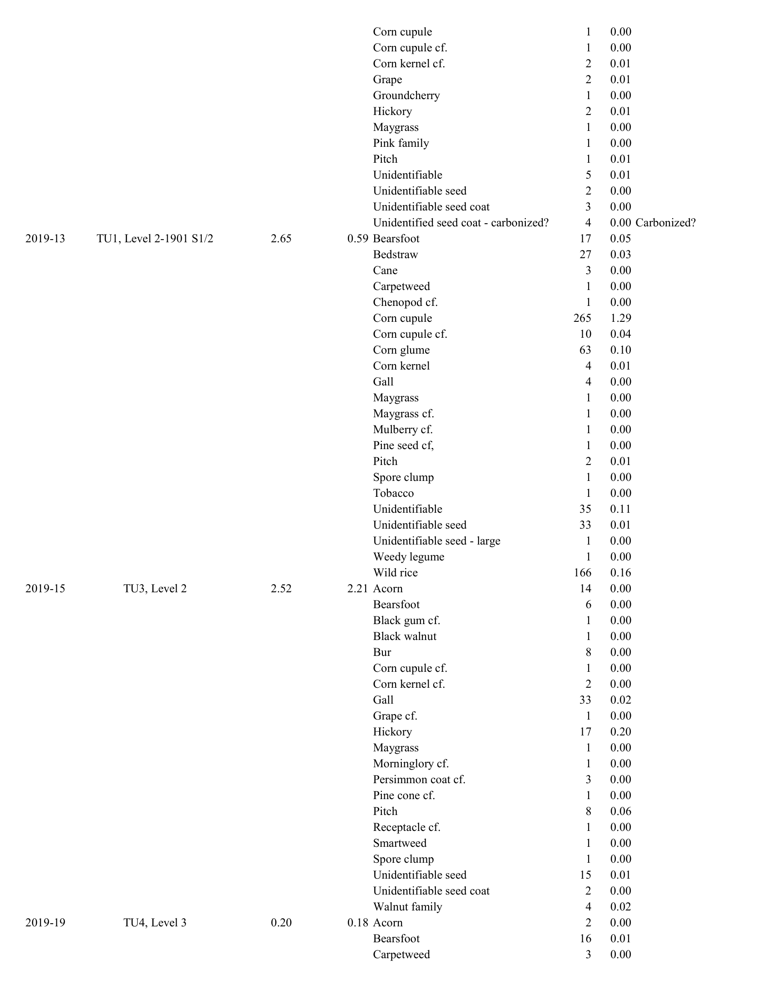 Corn cupule 1 0.00
Corn cupule cf. 1 0.00
Corn kernel cf. 2 0.01
Grape 2 0.01
Groundcherry 1 0.00
Hickory 2 0.01
Maygrass 1 0.00
Pink family 1 0.00
Pitch 1 0.01
Unidentifiable 5 0.01
Unidentifiable seed 2 0.00
Unidentifiable seed coat 3 0.00
Unidentified seed coat - carbonized? 4 0.00 Carbonized?
2019-13 TU1, Level 2-1901 S1/2 2.65 0.59 Bearsfoot 17 0.05
Bedstraw 27 0.03
Cane 3 0.00
Carpetweed 1 0.00
Chenopod cf. 1 0.00
Corn cupule 265 1.29
Corn cupule cf. 10 0.04
Corn glume 63 0.10
Corn kernel 4 0.01
Gall 4 0.00
Maygrass 1 0.00
Maygrass cf. 1 0.00
Mulberry cf. 1 0.00
Pine seed cf, 1 0.00
Pitch 2 0.01
Spore clump 1 0.00
Tobacco 1 0.00
Unidentifiable 35 0.11
Unidentifiable seed 33 0.01
Unidentifiable seed - large 1 0.00
Weedy legume 1 0.00
Wild rice 166 0.16
2019-15 TU3, Level 2 2.52 2.21 Acorn 14 0.00
Bearsfoot 6 0.00
Black gum cf. 1 0.00
Black walnut 1 0.00
Bur 8 0.00
Corn cupule cf. 1 0.00
Corn kernel cf. 2 0.00
Gall 33 0.02
Grape cf. 1 0.00
Hickory 17 0.20
Maygrass 1 0.00
Morninglory cf. 1 0.00
Persimmon coat cf. 3 0.00
Pine cone cf. 1 0.00
Pitch 8 0.06
Receptacle cf. 1 0.00
Smartweed 1 0.00
Spore clump 1 0.00
Unidentifiable seed 15 0.01
Unidentifiable seed coat 2 0.00
Walnut family 4 0.02
2019-19 TU4, Level 3 0.20 0.18 Acorn 2 0.00
Bearsfoot 16 0.01
Carpetweed 3 0.00